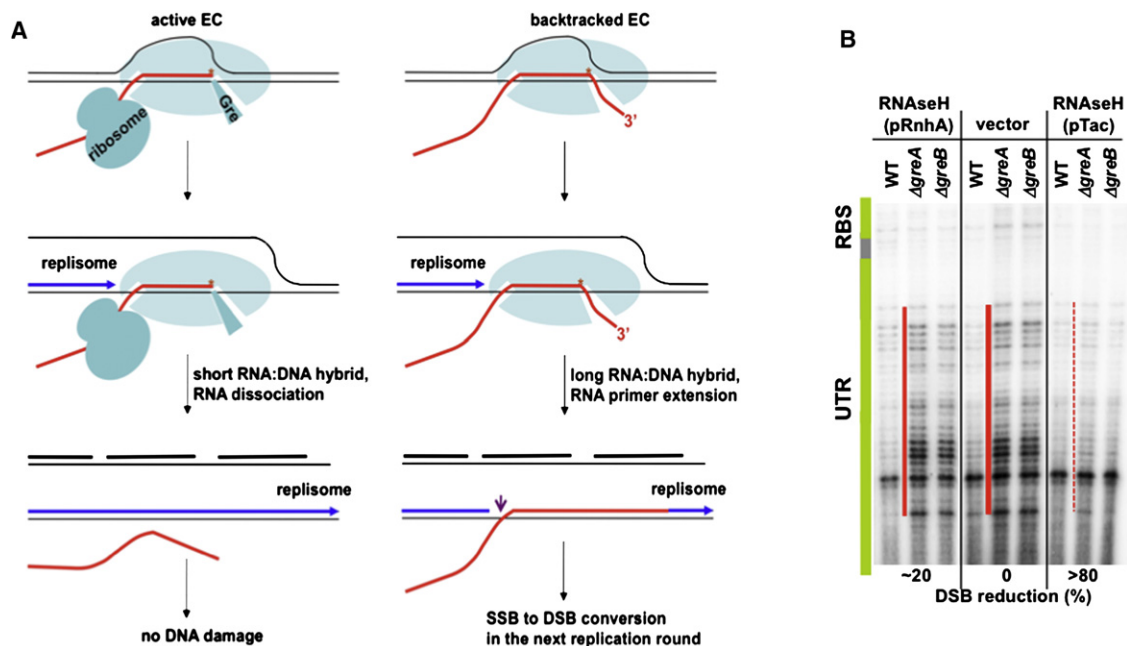 A
active EC
backtracked EC
ribosome
Gre
3'
replisome
replisome
3'
short RNA:DNA hybrid,
RNA dissociation
long RNA:DNA hybrid,
RNA primer extension
replisome
replisome
no DNA damage
SSB to DSB conversion
in the next replication round
B
RNAseH
(pRnhA)
vector
RNAseH
(pTac)
WT
ΔgreA
ΔgreB
WT
ΔgreA
ΔgreB
WT
ΔgreA
ΔgreB
RBS
UTR
~20
0
>80
DSB reduction (%)